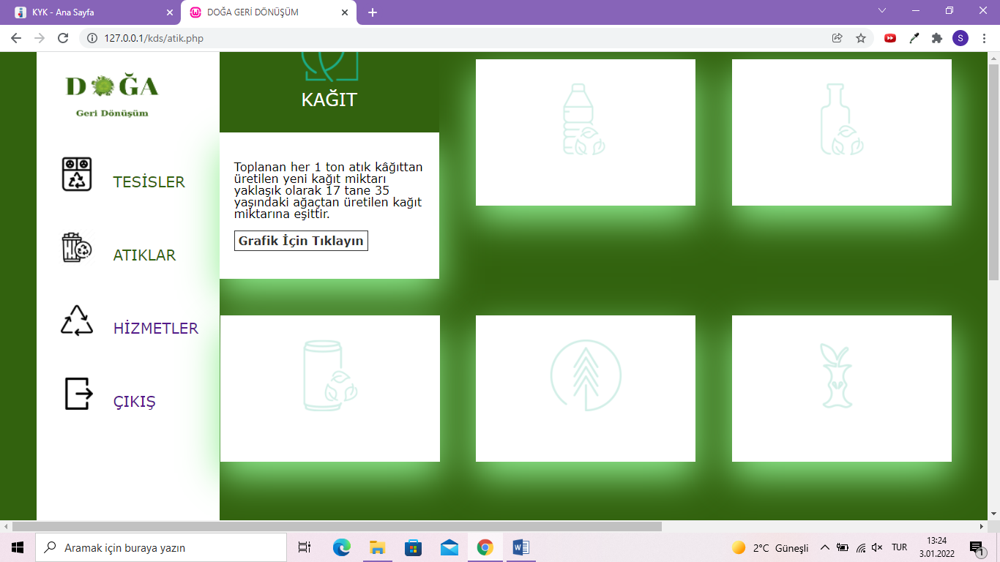 KYK - Ana Sayfa
DOĞA GERİ DÖNÜŞÜM
127.0.0.1/kds/atik.php
S
DOĞA
Geri Dönüşüm
TESİSLER
ATIKLAR
HİZMETLER
ÇIKIŞ
KAĞIT
Toplanan her 1 ton atık kâğıttan
üretilen yeni kağıt miktarı
yaklaşık olarak 17 tane 35
yaşındaki ağaçtan üretilen kağıt
miktarına eşittir.
Grafik İçin Tıklayın
Aramak için buraya yazın
2°C Güneşli
TUR
13:24
3.01.2022
1